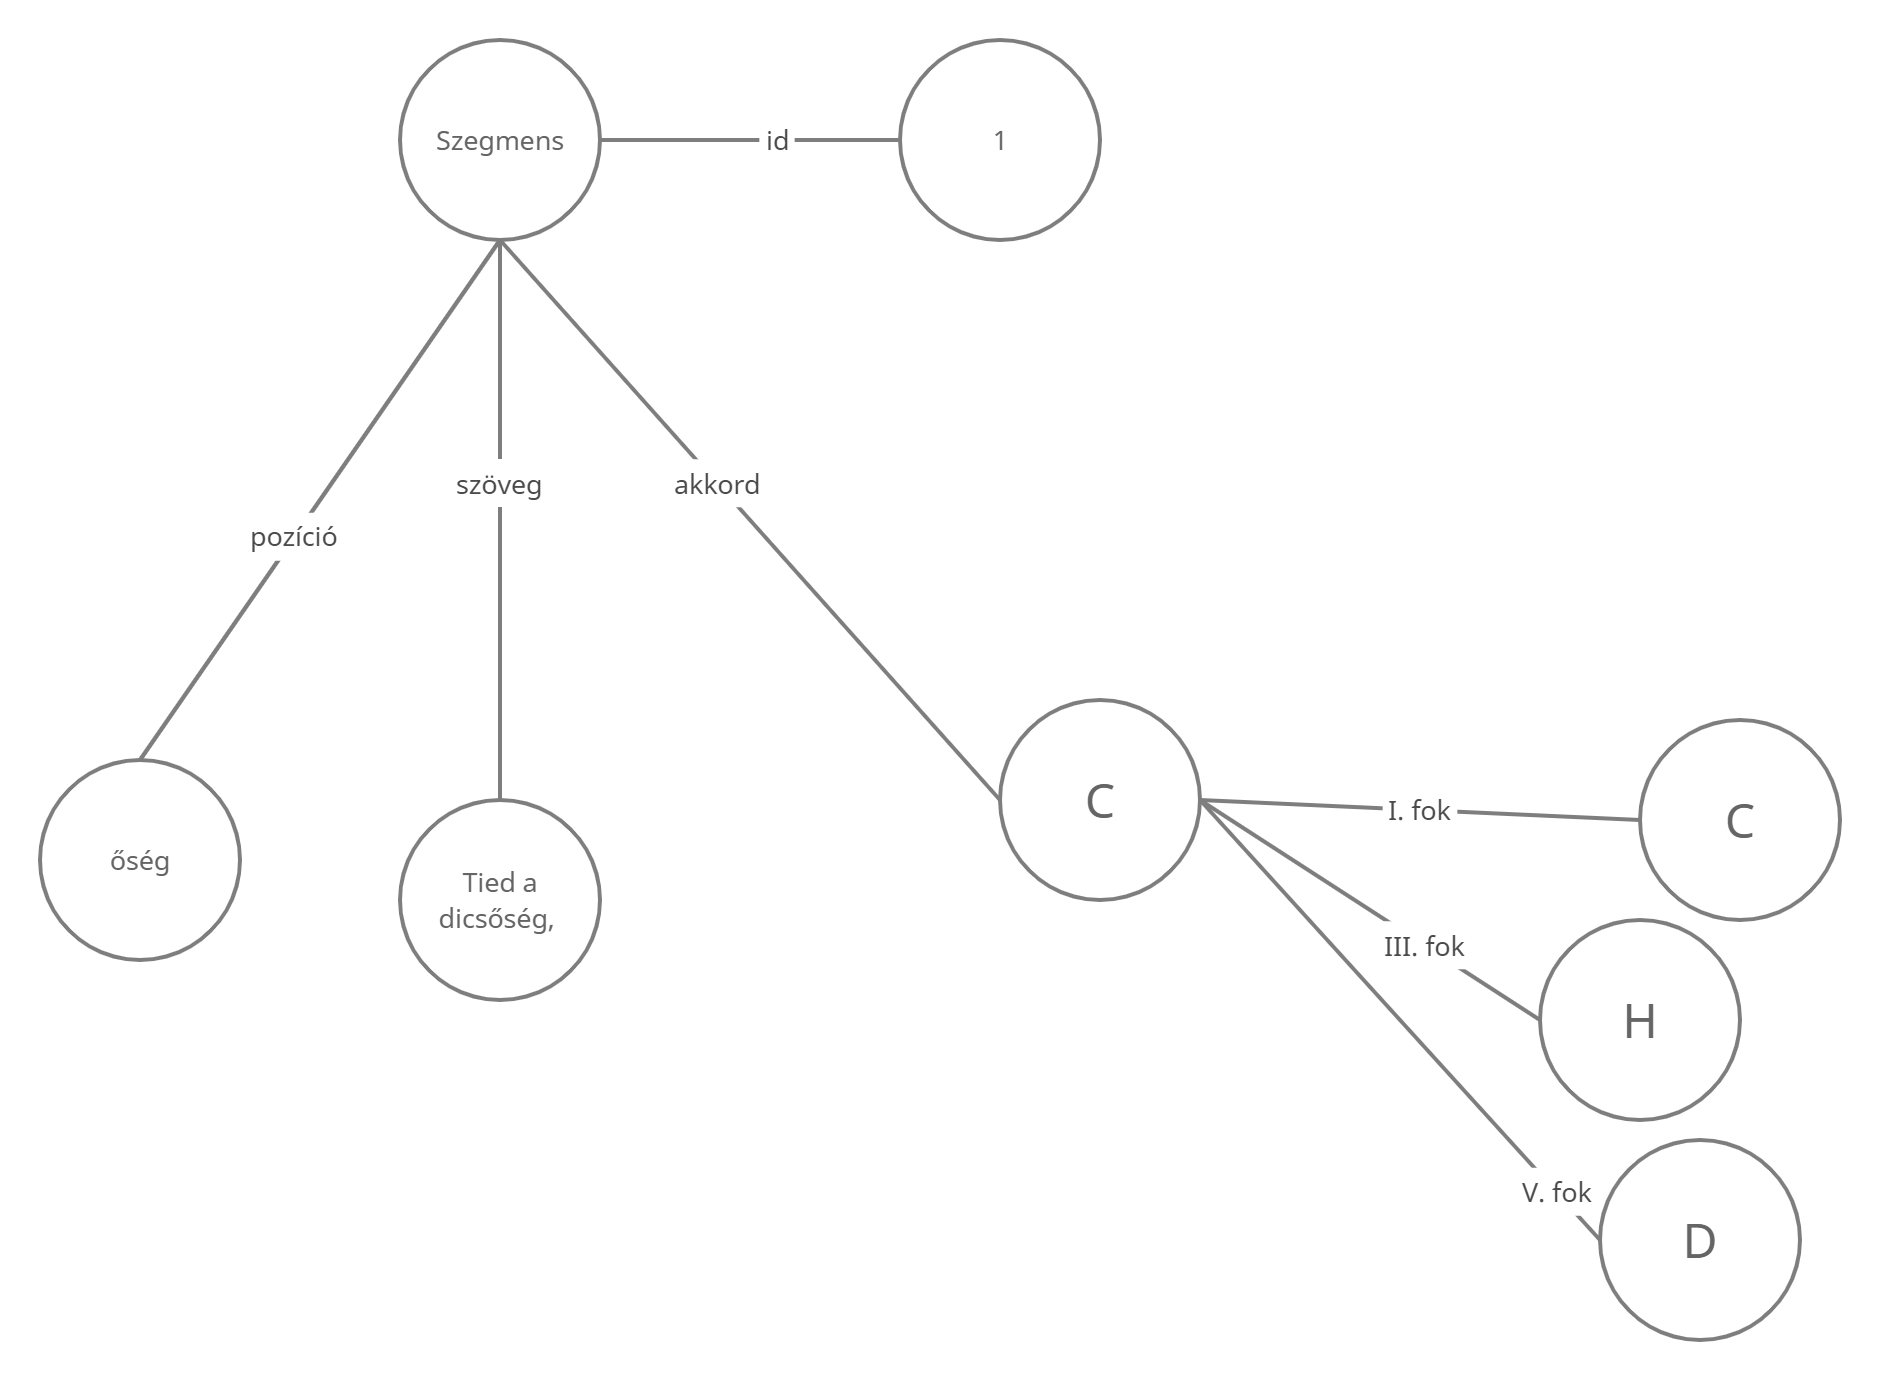 Szegmens
id
1
szöveg
akkord
pozíció
C
I. fok
C
őség
Tied a
dicsőség,
III. fok
H
V. fok
D